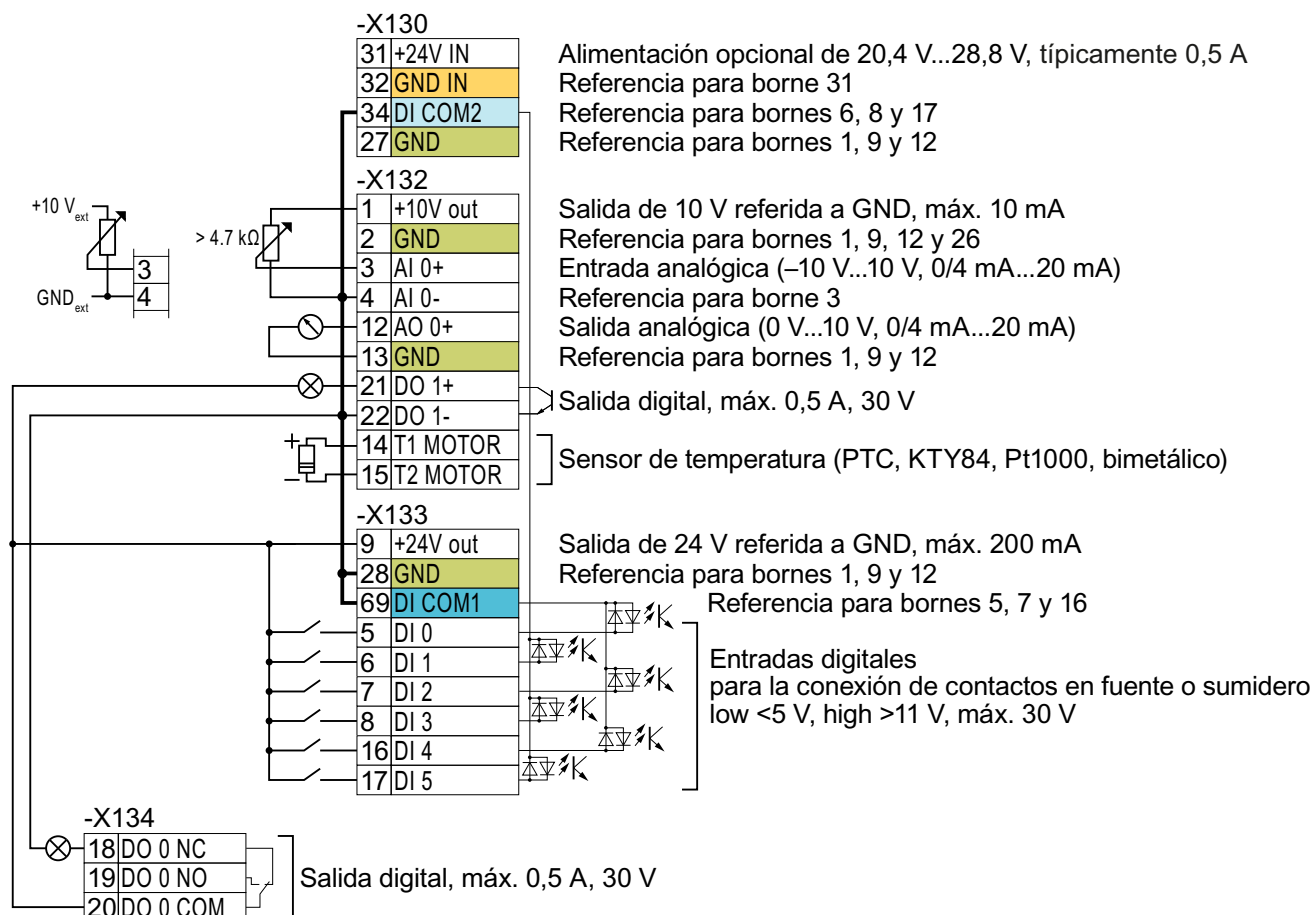 -X130
31 +24V IN Alimentación opcional de 20,4 V...28,8 V, típicamente 0,5 A
32 GND IN Referencia para borne 31
34 DI COM2 Referencia para bornes 6, 8 y 17
27 GND Referencia para bornes 1, 9 y 12
-X132
+10 Vext
3
GNDext 4
> 4.7 kΩ
1 +10V out Salida de 10 V referida a GND, máx. 10 mA
2 GND Referencia para bornes 1, 9, 12 y 26
3 AI 0+ Entrada analógica (–10 V...10 V, 0/4 mA...20 mA)
4 AI 0- Referencia para borne 3
12 AO 0+ Salida analógica (0 V...10 V, 0/4 mA...20 mA)
13 GND Referencia para bornes 1, 9 y 12
21 DO 1+
22 DO 1-
Salida digital, máx. 0,5 A, 30 V
+
–
14 T1 MOTOR
15 T2 MOTOR
Sensor de temperatura (PTC, KTY84, Pt1000, bimetálico)
-X133
9 +24V out Salida de 24 V referida a GND, máx. 200 mA
28 GND Referencia para bornes 1, 9 y 12
69 DI COM1 Referencia para bornes 5, 7 y 16
5 DI 0
6 DI 1
7 DI 2
8 DI 3
16 DI 4
17 DI 5
Entradas digitales
para la conexión de contactos en fuente o sumidero
low <5 V, high >11 V, máx. 30 V
-X134
18 DO 0 NC
19 DO 0 NO
20 DO 0 COM
Salida digital, máx. 0,5 A, 30 V